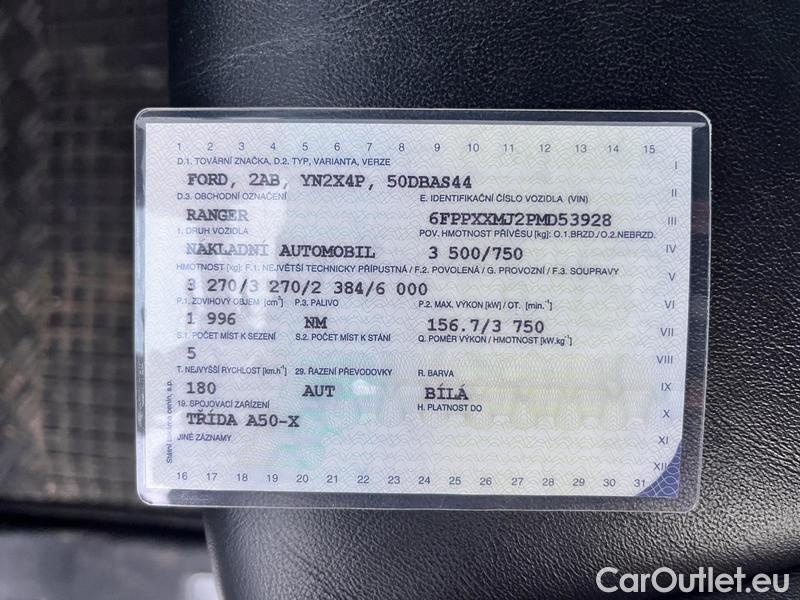 1 2 3 4 5 6 7 8 9 10 11 12 13 14 15
D.1. TOVÁRNÍ ZNAČKA, D.2. TYP, VARIANTA, VERZE
I
FORD, 2AB, YN2X4P, 50DBAS44
D.3. OBCHODNÍ OZNAČENÍ E. IDENTIFIKAČNÍ ČÍSLO VOZIDLA (VIN)
II
RANGER 6FPPXXMJ2PMD53928
III
1. DRUH VOZIDLA POV. HMOTNOST PŘÍVĚSU [kg]: O.1.BRZD./O.2.NEBRZD.
NÁKLADNÍ AUTOMOBIL 3 500/750
IV
HMOTNOST [kg]: F.1. NEJVĚTŠÍ TECHNICKY PŘÍPUSTNÁ / F.2. POVOLENÁ / G. PROVOZNÍ / F.3. SOUPRAVY
V
3 270/3 270/2 384/6 000
P.1. ZDVIHOVÝ OBJEM [cm³] P.3. PALIVO P.2. MAX. VÝKON [kW] / OT. [min.⁻¹]
VI
1 996 NM 156.7/3 750
VII
S.1. POČET MÍST K SEZENÍ S.2. POČET MÍST K STÁNÍ Q. POMĚR VÝKON / HMOTNOST [kW.kg⁻¹]
5
VIII
T. NEJVYŠŠÍ RYCHLOST [km.h⁻¹] 29. ŘAZENÍ PŘEVODOVKY R. BARVA
180 AUT BÍLÁ
IX
19. SPOJOVACÍ ZAŘÍZENÍ H. PLATNOST DO
X
TŘÍDA A50-X
JINÉ ZÁZNAMY
XI
XII
16 17 18 19 20 21 22 23 24 25 26 27 28 29 30 31
CarOutlet.eu